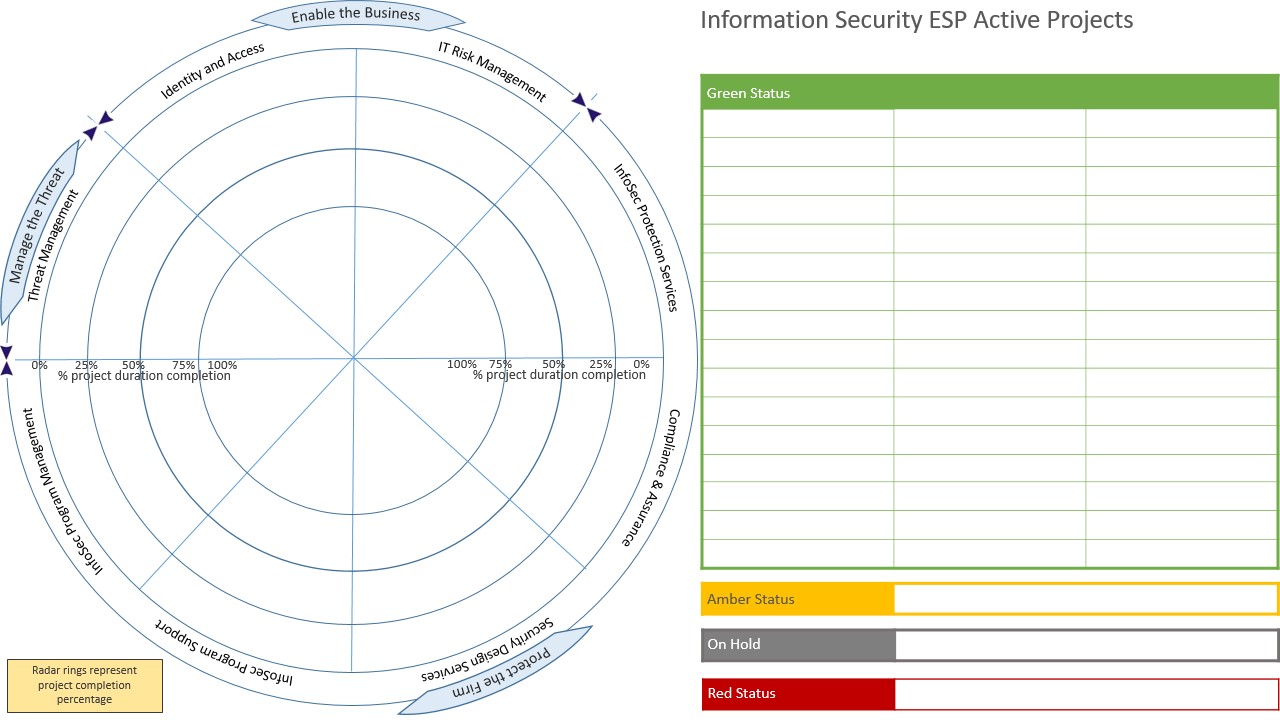 Enable the Business
Information Security ESP Active Projects
Identity and Access
IT Risk Management
Green Status
Manage the Threat
Threat Management
InfoSec Protection Services
0% 25% 50% 75% 100%
% project duration completion
100% 75% 50% 25% 0%
% project duration completion
InfoSec Program Management
Compliance & Assurance
InfoSec Program Support
Security Design Services
Protect the Firm
Amber Status
On Hold
Red Status
Radar rings represent
project completion
percentage